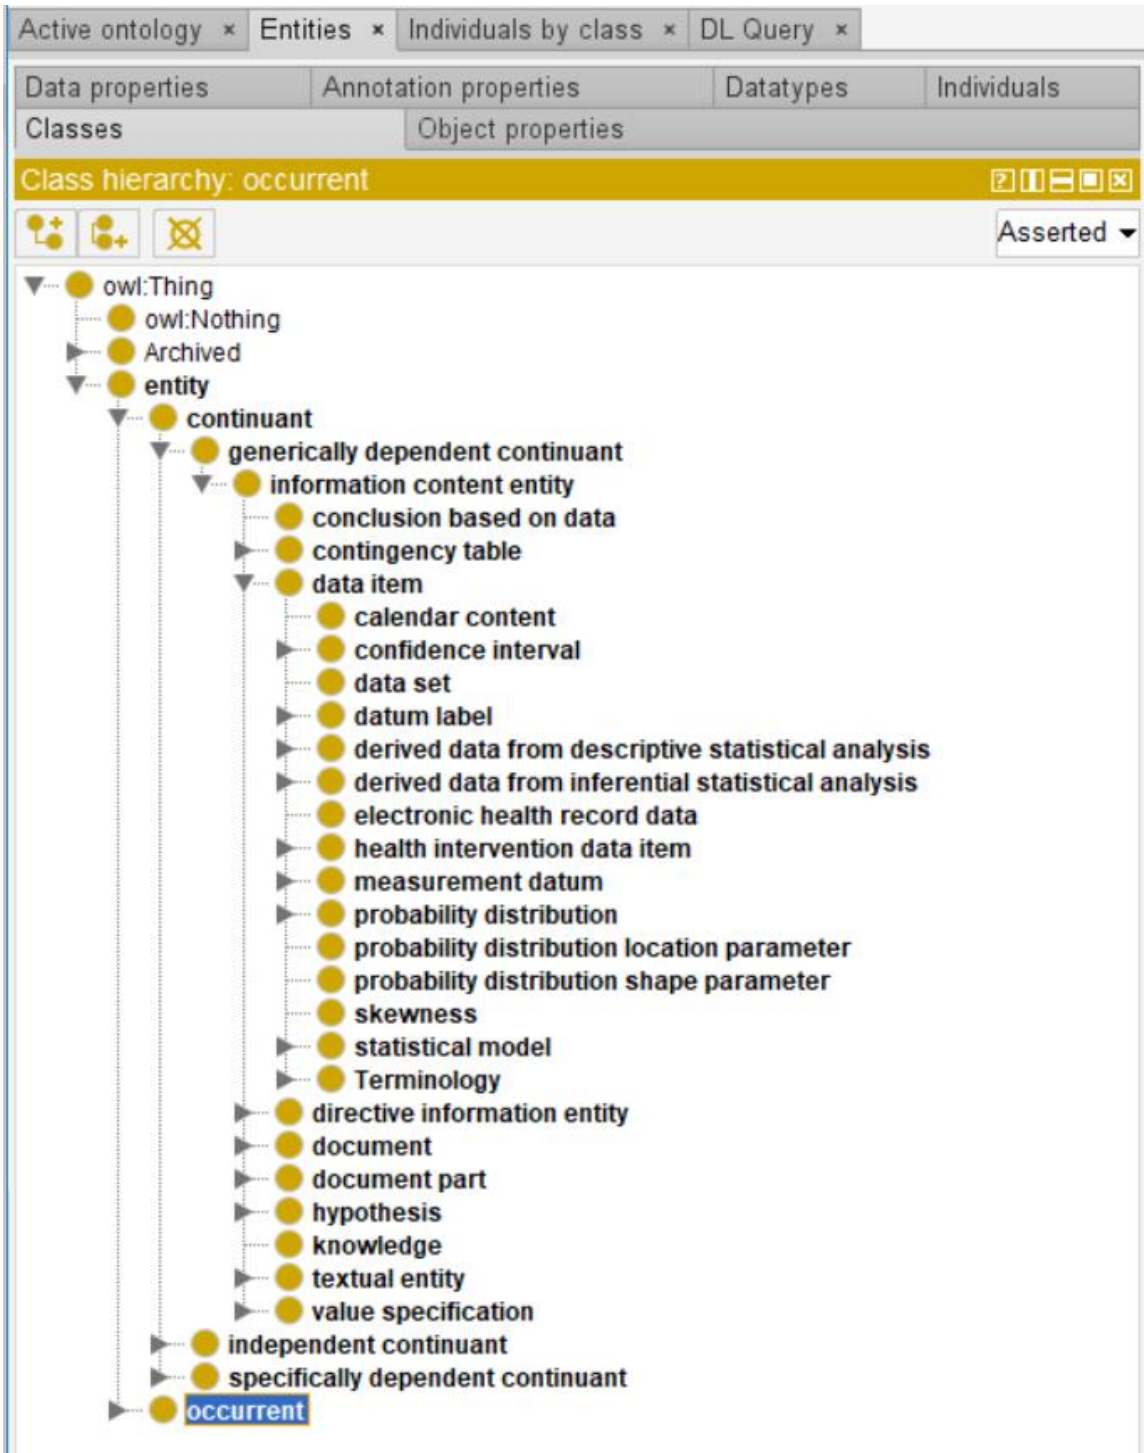 Active ontology × Entities × Individuals by class × DL Query ×
Data properties Annotation properties Datatypes Individuals
Classes Object properties
Class hierarchy: occurrent
Asserted
owl:Thing
owl:Nothing
Archived
entity
continuant
generically dependent continuant
information content entity
conclusion based on data
contingency table
data item
calendar content
confidence interval
data set
datum label
derived data from descriptive statistical analysis
derived data from inferential statistical analysis
electronic health record data
health intervention data item
measurement datum
probability distribution
probability distribution location parameter
probability distribution shape parameter
skewness
statistical model
Terminology
directive information entity
document
document part
hypothesis
knowledge
textual entity
value specification
independent continuant
specifically dependent continuant
occurrent